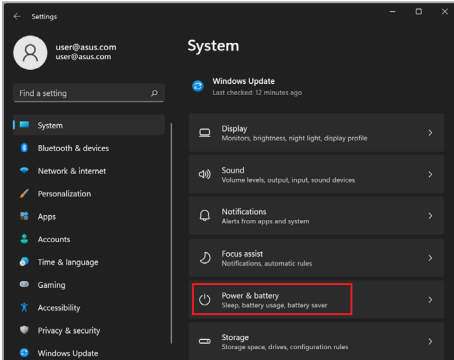 Settings
user@asus.com
user@asus.com
Find a setting
System
Bluetooth & devices
Network & internet
Personalization
Apps
Accounts
Time & language
Gaming
Accessibility
Privacy & security
Windows Update
System
Windows Update
Last checked: 12 minutes ago
Display
Monitors, brightness, night light, display profile
Sound
Volume levels, output, input, sound devices
Notifications
Alerts from apps and system
Focus assist
Notifications, automatic rules
Power & battery
Sleep, battery usage, battery saver
Storage
Storage space, drives, configuration rules